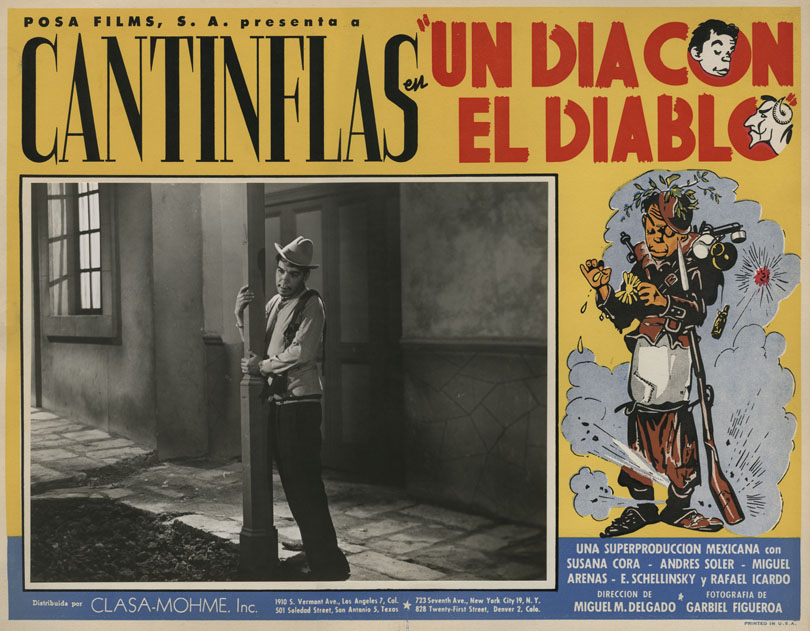 POSA FILMS, S. A. presenta a
CANTINFLAS
en
"UN DIA CON
EL DIABLO"
UNA SUPERPRODUCCION MEXICANA con
SUSANA CORA - ANDRES SOLER - MIGUEL
ARENAS - E. SCHELLINSKY y RAFAEL ICARDO
DIRECCION DE
MIGUEL M. DELGADO
FOTOGRAFIA DE
GARBIEL FIGUEROA
Distribuida por CLASA-MOHME, Inc.
1910 S. Vermont Ave., Los Angeles 7, Cal.
501 Soledad Street, San Antonio 5, Texas
723 Seventh Ave., New York City 19, N. Y.
828 Twenty-First Street, Denver 2, Colo.
PRINTED IN U.S.A.